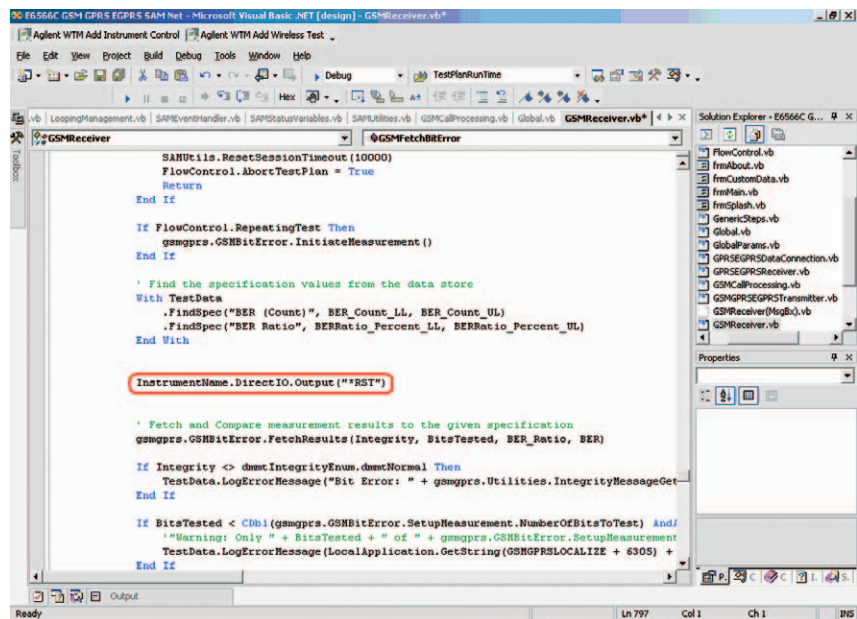 E6566C GSM GPRS EGPRS SAM Net - Microsoft Visual Basic .NET [design] - GSMReceiver.vb*
Agilent WTM Add Instrument Control Agilent WTM Add Wireless Test
File Edit View Project Build Debug Tools Window Help
Debug TestPlanRunTime
Hex
.vb LoopingManagement.vb SAMEventHandler.vb SAMStatusVariables.vb SAMUtilities.vb GSMCallProcessing.vb Global.vb GSMReceiver.vb*
Toolbox
GSMReceiver GSMFetchBitError
SAMUtils.ResetSessionTimeout(10000)
FlowControl.AbortTestPlan = True
Return
End If
If FlowControl.RepeatingTest Then
gsmgprs.GSMBitError.InitiateMeasurement()
End If
' Find the specification values from the data store
With TestData
.FindSpec("BER (Count)", BER_Count_LL, BER_Count_UL)
.FindSpec("BER Ratio", BERRatio_Percent_LL, BERRatio_Percent_UL)
End With
InstrumentName.DirectIO.Output("*RST")
' Fetch and Compare measurement results to the given specification
gsmgprs.GSMBitError.FetchResults(Integrity, BitsTested, BER_Ratio, BER)
If Integrity <> dmmtIntegrityEnum.dmmtNormal Then
TestData.LogErrorMessage("Bit Error: " + gsmgprs.Utilities.IntegrityMessageGet
End If
If BitsTested < CDbl(gsmgprs.GSMBitError.SetupMeasurement.NumberOfBitsToTest) And
'"Warning: Only " + BitsTested + " of " + gsmgprs.GSMBitError.SetupMeasurement
TestData.LogErrorMessage(LocalApplication.GetString(GSMGPRSLOCALIZE + 6305) +
End If
Solution Explorer - E6566C G...
FlowControl.vb
frmAbout.vb
frmCustomData.vb
frmMain.vb
frmSplash.vb
GenericSteps.vb
Global.vb
GlobalParams.vb
GPRSEGPRSDataConnection.vb
GPRSEGPRSReceiver.vb
GSMCallProcessing.vb
GSMGPRSEGPRSTransmitter.vb
GSMReceiver(MsgBx).vb
GSMReceiver.vb
Properties
P. C C I. S.
Output
Ready Ln 797 Col 1 Ch 1 INS